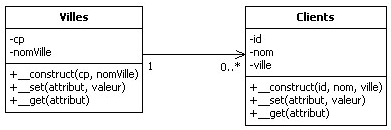 Villes
-cp
-nomVille
+__construct(cp, nomVille)
+__set(attribut, valeur)
+__get(attribut)
1
0..*
Clients
-id
-nom
-ville
+__construct(id, nom, ville)
+__set(attribut, valeur)
+__get(attribut)